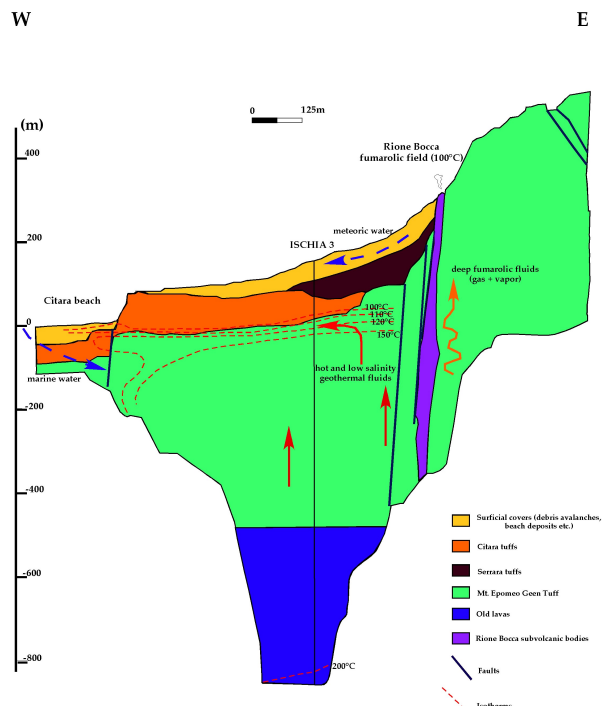 W
E
0 125m
(m)
Rione Bocca
fumarolic field (100°C)
400
meteoric water
200
ISCHIA 3
deep fumarolic fluids
(gas + vapor)
Citara beach
100°C
110°C
120°C
0
150°C
hot and low salinity
geothermal fluids
marine water
-200
-400
Surficial covers (debris avalanches,
beach deposits etc.)
Citara tuffs
Serrara tuffs
-600
Mt. Epomeo Geen Tuff
Old lavas
Rione Bocca subvolcanic bodies
-800
200°C
Faults
Isotherms